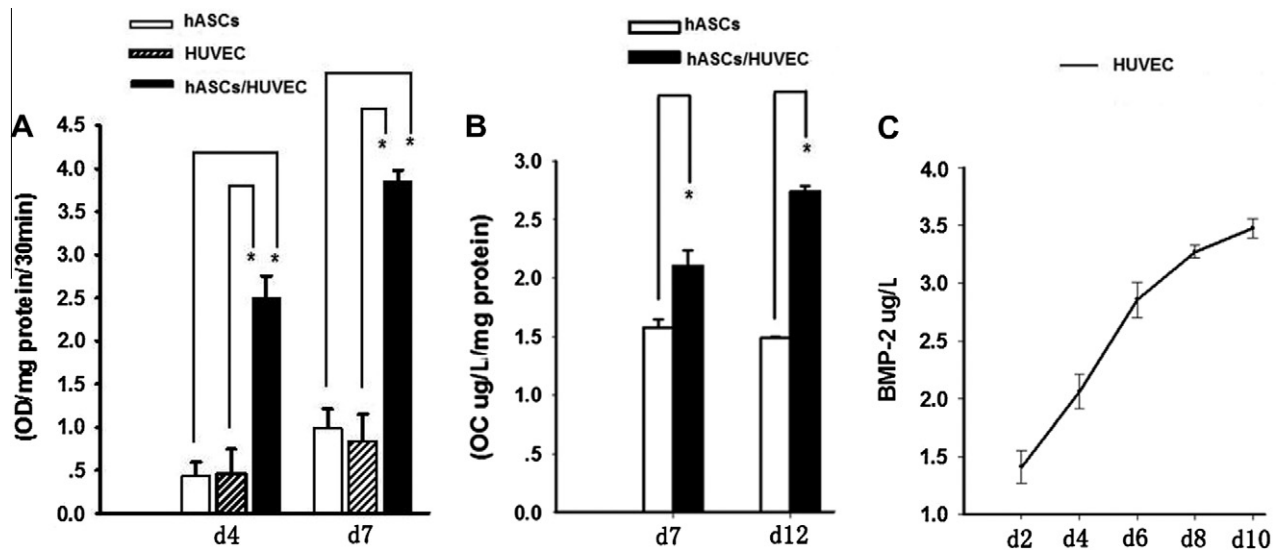 A
hASCs
HUVEC
hASCs/HUVEC
(OD/mg protein/30min)
4.5
4.0
3.5
3.0
2.5
2.0
1.5
1.0
.5
0.0
* *
* *
d4 d7
B
hASCs
hASCs/HUVEC
(OC ug/L/mg protein)
3.0
2.5
2.0
1.5
1.0
.5
0.0
*
*
d7 d12
C
HUVEC
BMP-2 ug/L
4.0
3.5
3.0
2.5
2.0
1.5
1.0
d2 d4 d6 d8 d10